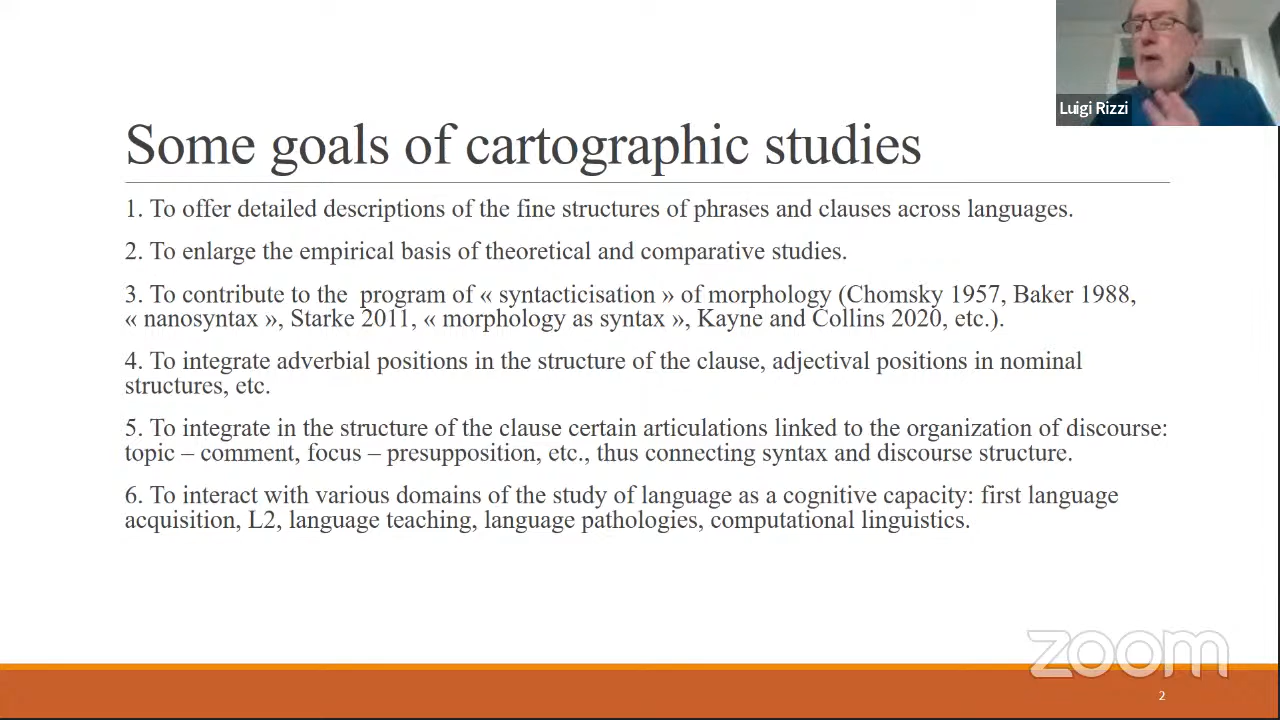 Luigi Rizzi
Some goals of cartographic studies
1. To offer detailed descriptions of the fine structures of phrases and clauses across languages.
2. To enlarge the empirical basis of theoretical and comparative studies.
3. To contribute to the  program of « syntacticisation » of morphology (Chomsky 1957, Baker 1988,
« nanosyntax », Starke 2011, « morphology as syntax », Kayne and Collins 2020, etc.).
4. To integrate adverbial positions in the structure of the clause, adjectival positions in nominal
structures, etc.
5. To integrate in the structure of the clause certain articulations linked to the organization of discourse:
topic – comment, focus – presupposition, etc., thus connecting syntax and discourse structure.
6. To interact with various domains of the study of language as a cognitive capacity: first language
acquisition, L2, language teaching, language pathologies, computational linguistics.
zoom
2